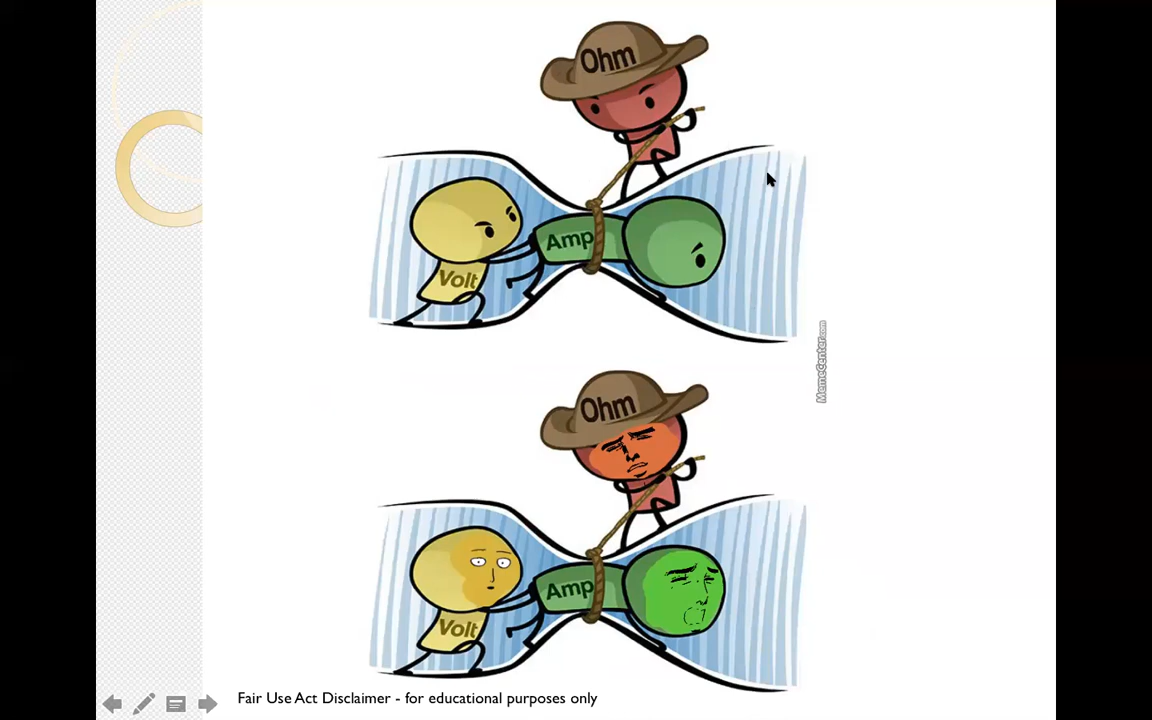 Ohm
Amp
Volt
MemeCenter.com
Ohm
Amp
Volt
Fair Use Act Disclaimer - for educational purposes only